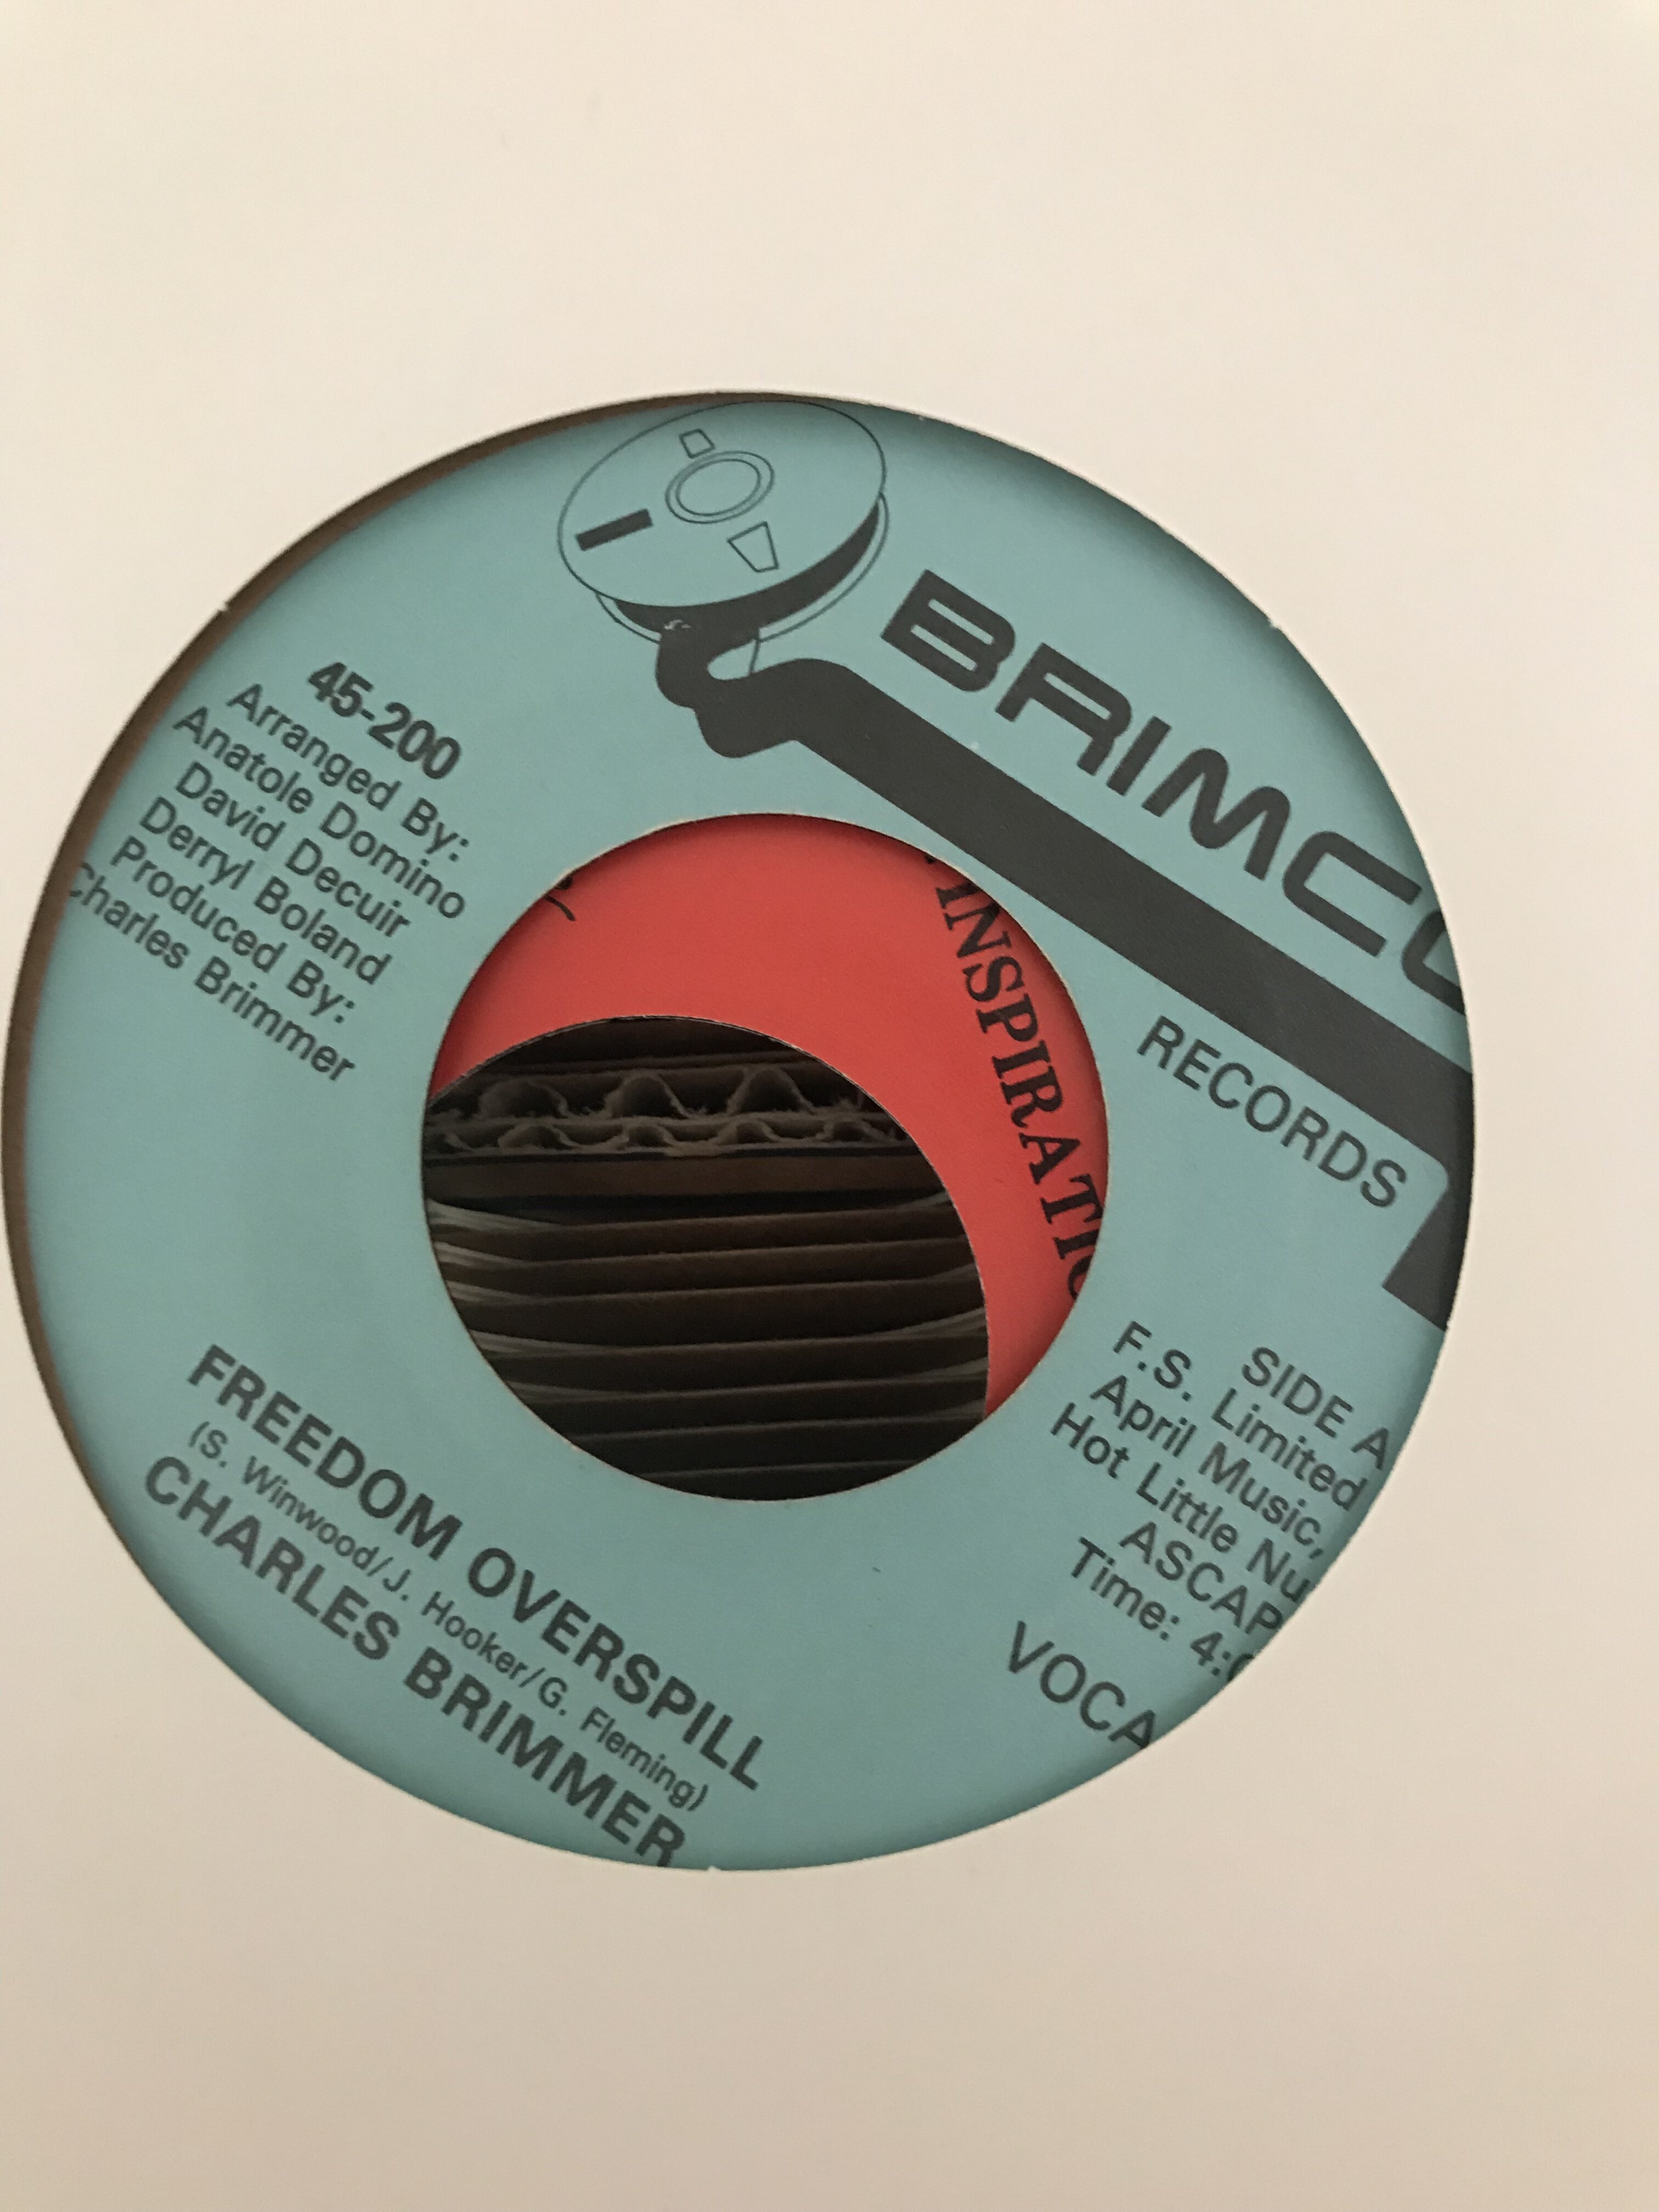 BRIMCO
RECORDS
45-200
Arranged By:
Anatole Domino
David Decuir
Derryl Boland
Produced By:
Charles Brimmer
SIDE A
F.S. Limited
April Music,
Hot Little Nu
ASCAP
Time: 4:
VOCA
INSPIRATIO
FREEDOM OVERSPILL
(S. Winwood/J. Hooker/G. Fleming)
CHARLES BRIMMER